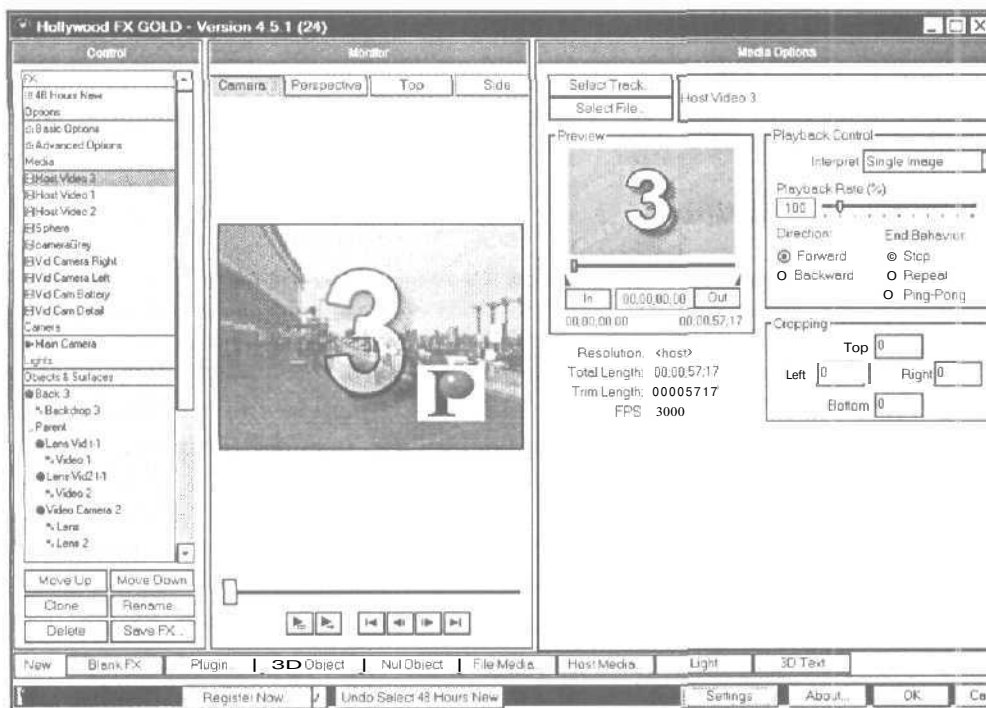 Hollywood FX GOLD - Version 4.5.1 (24)
Control
Monitor
Media Options
FX
48 Hours New
Options
Basic Options
Advanced Options
Media
Host Video 3
Host Video 1
Host Video 2
Sphere
cameraGrey
Vid Camera Right
Vid Camera Left
Vid Cam Battery
Vid Cam Detail
Camera
Main Camera
Lights
Objects & Surfaces
Back 3
Backdrop 3
Parent
Lens Vid t-1
Video 1
Lens Vid2 t-1
Video 2
Video Camera 2
Lens
Lens 2
Move Up Move Down
Clone Rename
Delete Save FX...
Camera Perspective Top Side
3
P
Select Track...
Select File...
Host Video 3
Preview
3
In 00;00;00;00 Out
00;00;00;00 00;00;57;17
Resolution: <host>
Total Length: 00;00;57;17
Trim Length: 00005717
FPS 3000
Playback Control
Interpret Single Image
Playback Rate (%)
100
Direction: End Behavior:
Forward Stop
Backward Repeat
Ping-Pong
Cropping
Top 0
Left 0 Right 0
Bottom 0
New Blank FX Plugin... 3D Object Nul Object File Media... Host Media... Light 3D Text
Register Now... Undo Select 48 Hours New Settings... About... OK Ca